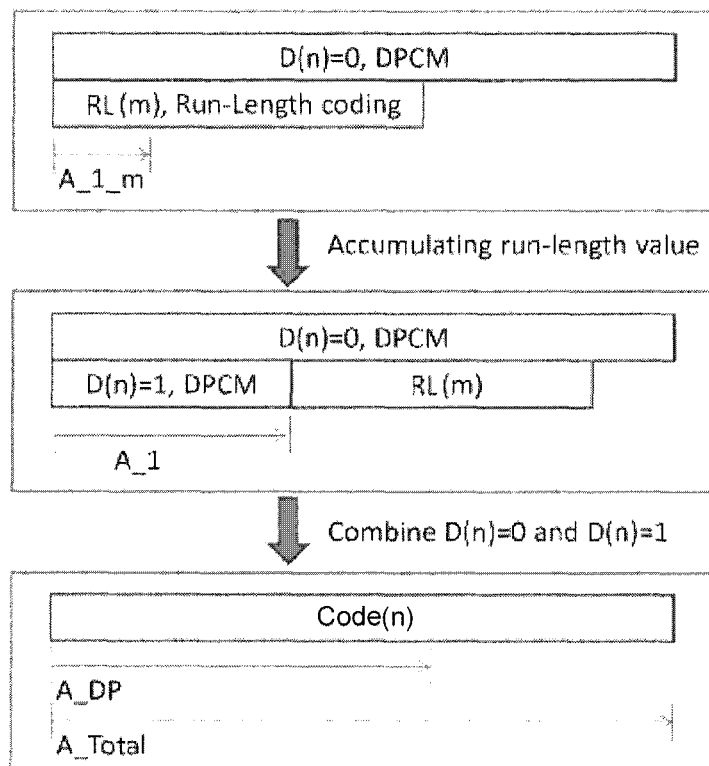 D(n)=0, DPCM
RL(m), Run-Length coding
A_1_m
Accumulating run-length value
D(n)=0, DPCM
D(n)=1, DPCM
RL(m)
A_1
Combine D(n)=0 and D(n)=1
Code(n)
A_DP
A_Total